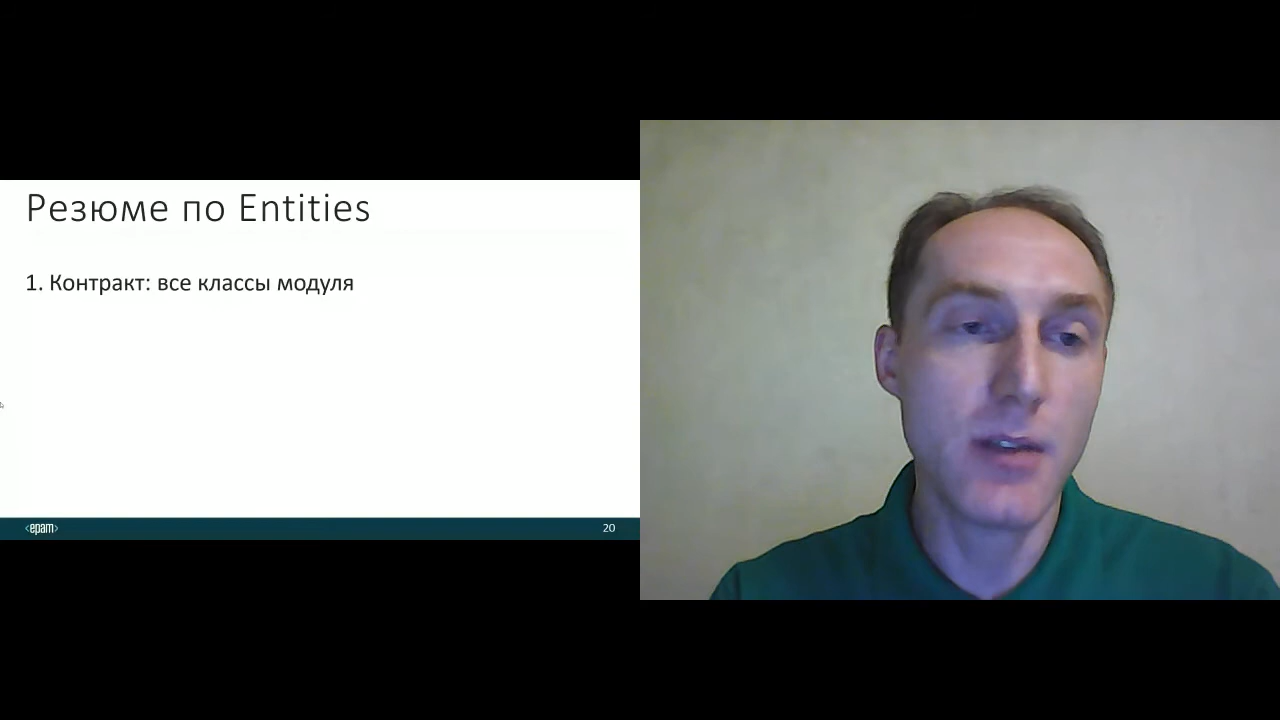 Резюме по Entities
1. Контракт: все классы модуля
<epam>
20